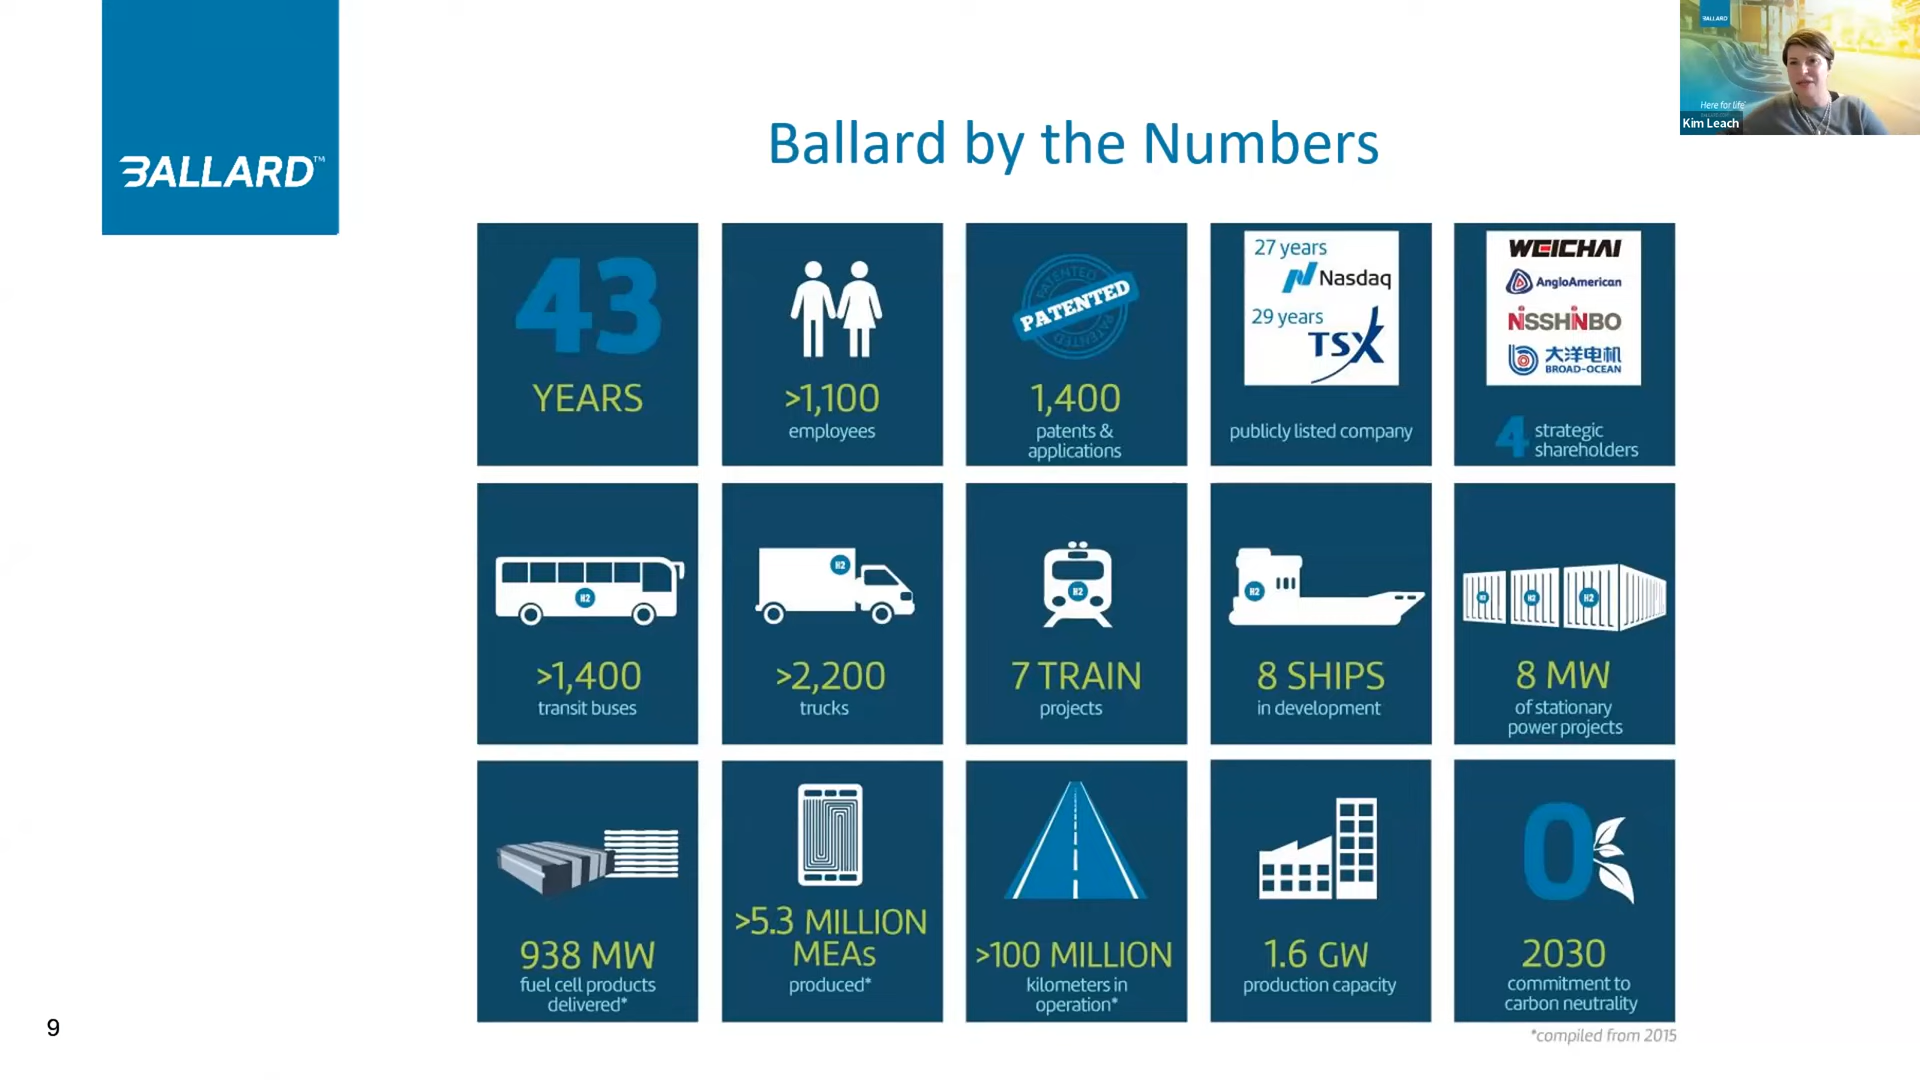 BALLARD™
Ballard by the Numbers
BALLARD
Here for life
Kim Leach
43
YEARS
>1,100
employees
PATENTED
PATENTED
PATENTED
1,400
patents &
applications
27 years
Nasdaq
29 years
TSX
publicly listed company
WEICHAI
AngloAmerican
NISSHINBO
大洋电机
BROAD-OCEAN
4 strategic
shareholders
H2
>1,400
transit buses
H2
>2,200
trucks
H2
7 TRAIN
projects
H2
8 SHIPS
in development
H2
H2
H2
8 MW
of stationary
power projects
938 MW
fuel cell products
delivered*
>5.3 MILLION
MEAs
produced*
>100 MILLION
kilometers in
operation*
1.6 GW
production capacity
0
2030
commitment to
carbon neutrality
*compiled from 2015
9